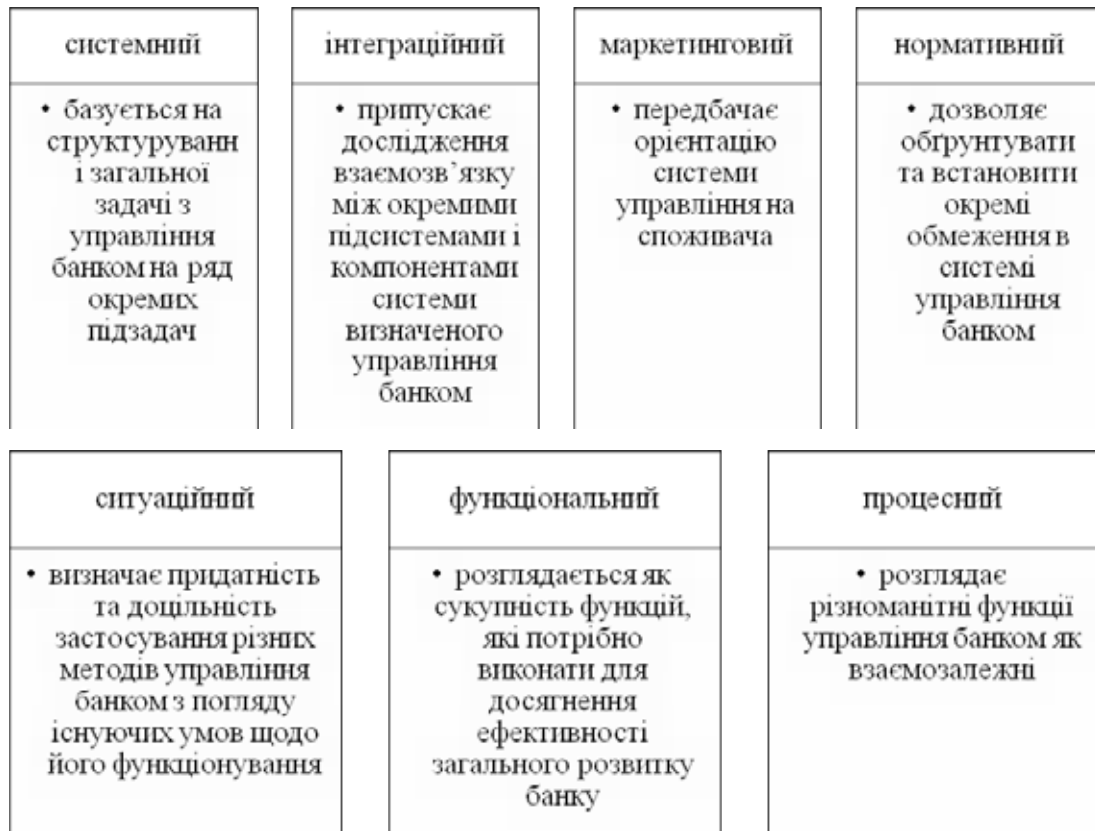 системний
• базується на
структуруванн
і загальної
задачі з
управління
банком на ряд
окремих
підзадач
інтеграційний
• припускає
дослідження
взаємозв’язку
між окремими
підсистемами і
компонентами
системи
визначеного
управління
банком
маркетинговий
• передбачає
орієнтацію
системи
управління на
споживача
нормативний
• дозволяє
обґрунтувати
та встановити
окремі
обмеження в
системі
управління
банком
ситуаційний
• визначає придатність
та доцільність
застосування різних
методів управління
банком з погляду
існуючих умов щодо
його функціонування
функціональний
• розглядається як
сукупність функцій,
які потрібно
виконати для
досягнення
ефективності
загального розвитку
банку
процесний
• розглядає
різноманітні функції
управління банком як
взаємозалежні